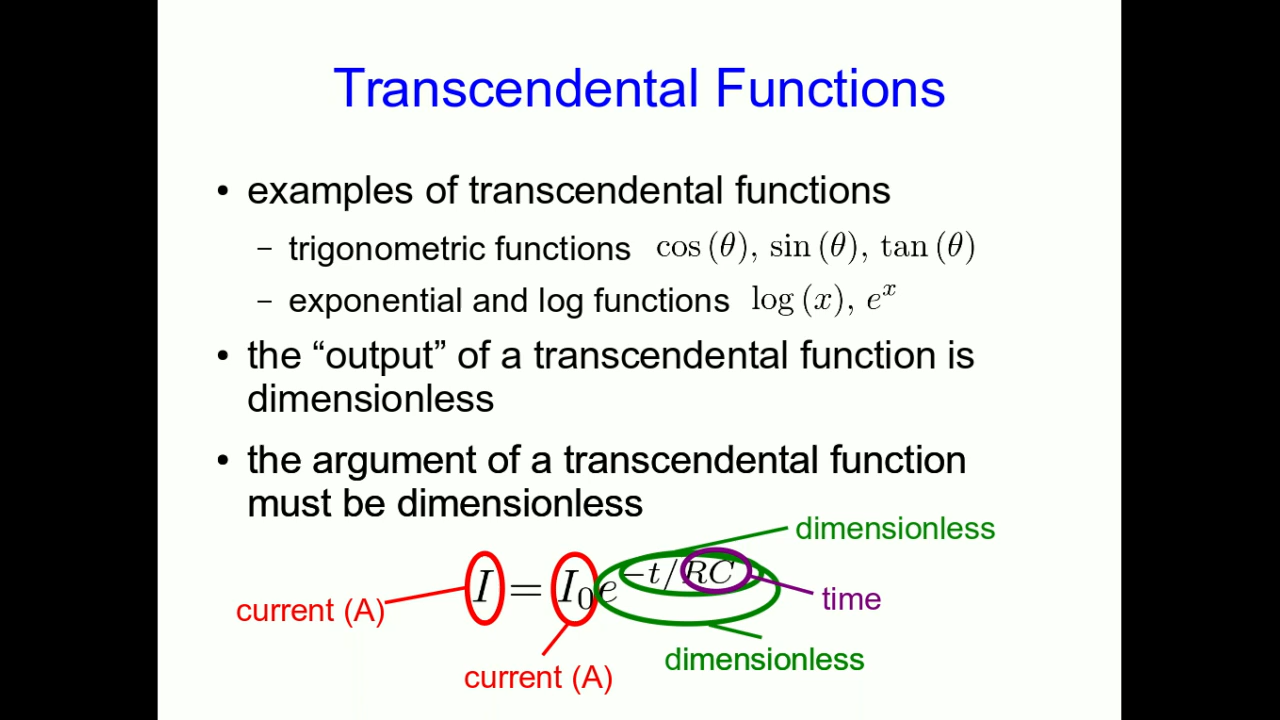 Transcendental Functions
• examples of transcendental functions
– trigonometric functions cos (θ), sin (θ), tan (θ)
– exponential and log functions log (x), eˣ
• the “output” of a transcendental function is
dimensionless
• the argument of a transcendental function
must be dimensionless
dimensionless
I = I₀e^{−t/RC}
time
current (A)
dimensionless
current (A)